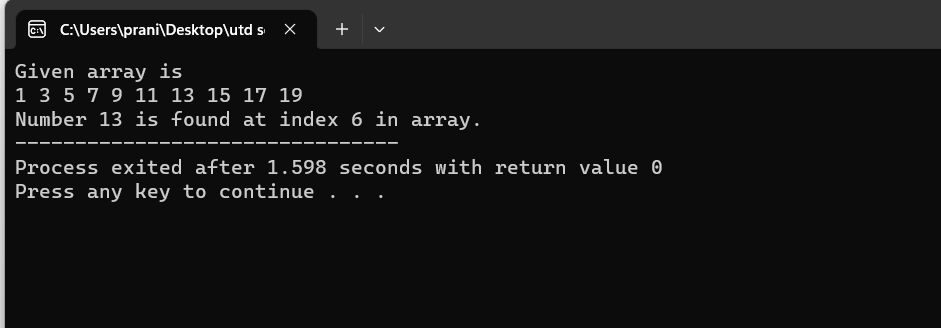 C:\Users\prani\Desktop\utd s
Given array is
1 3 5 7 9 11 13 15 17 19
Number 13 is found at index 6 in array.
--------------------------------
Process exited after 1.598 seconds with return value 0
Press any key to continue . . .